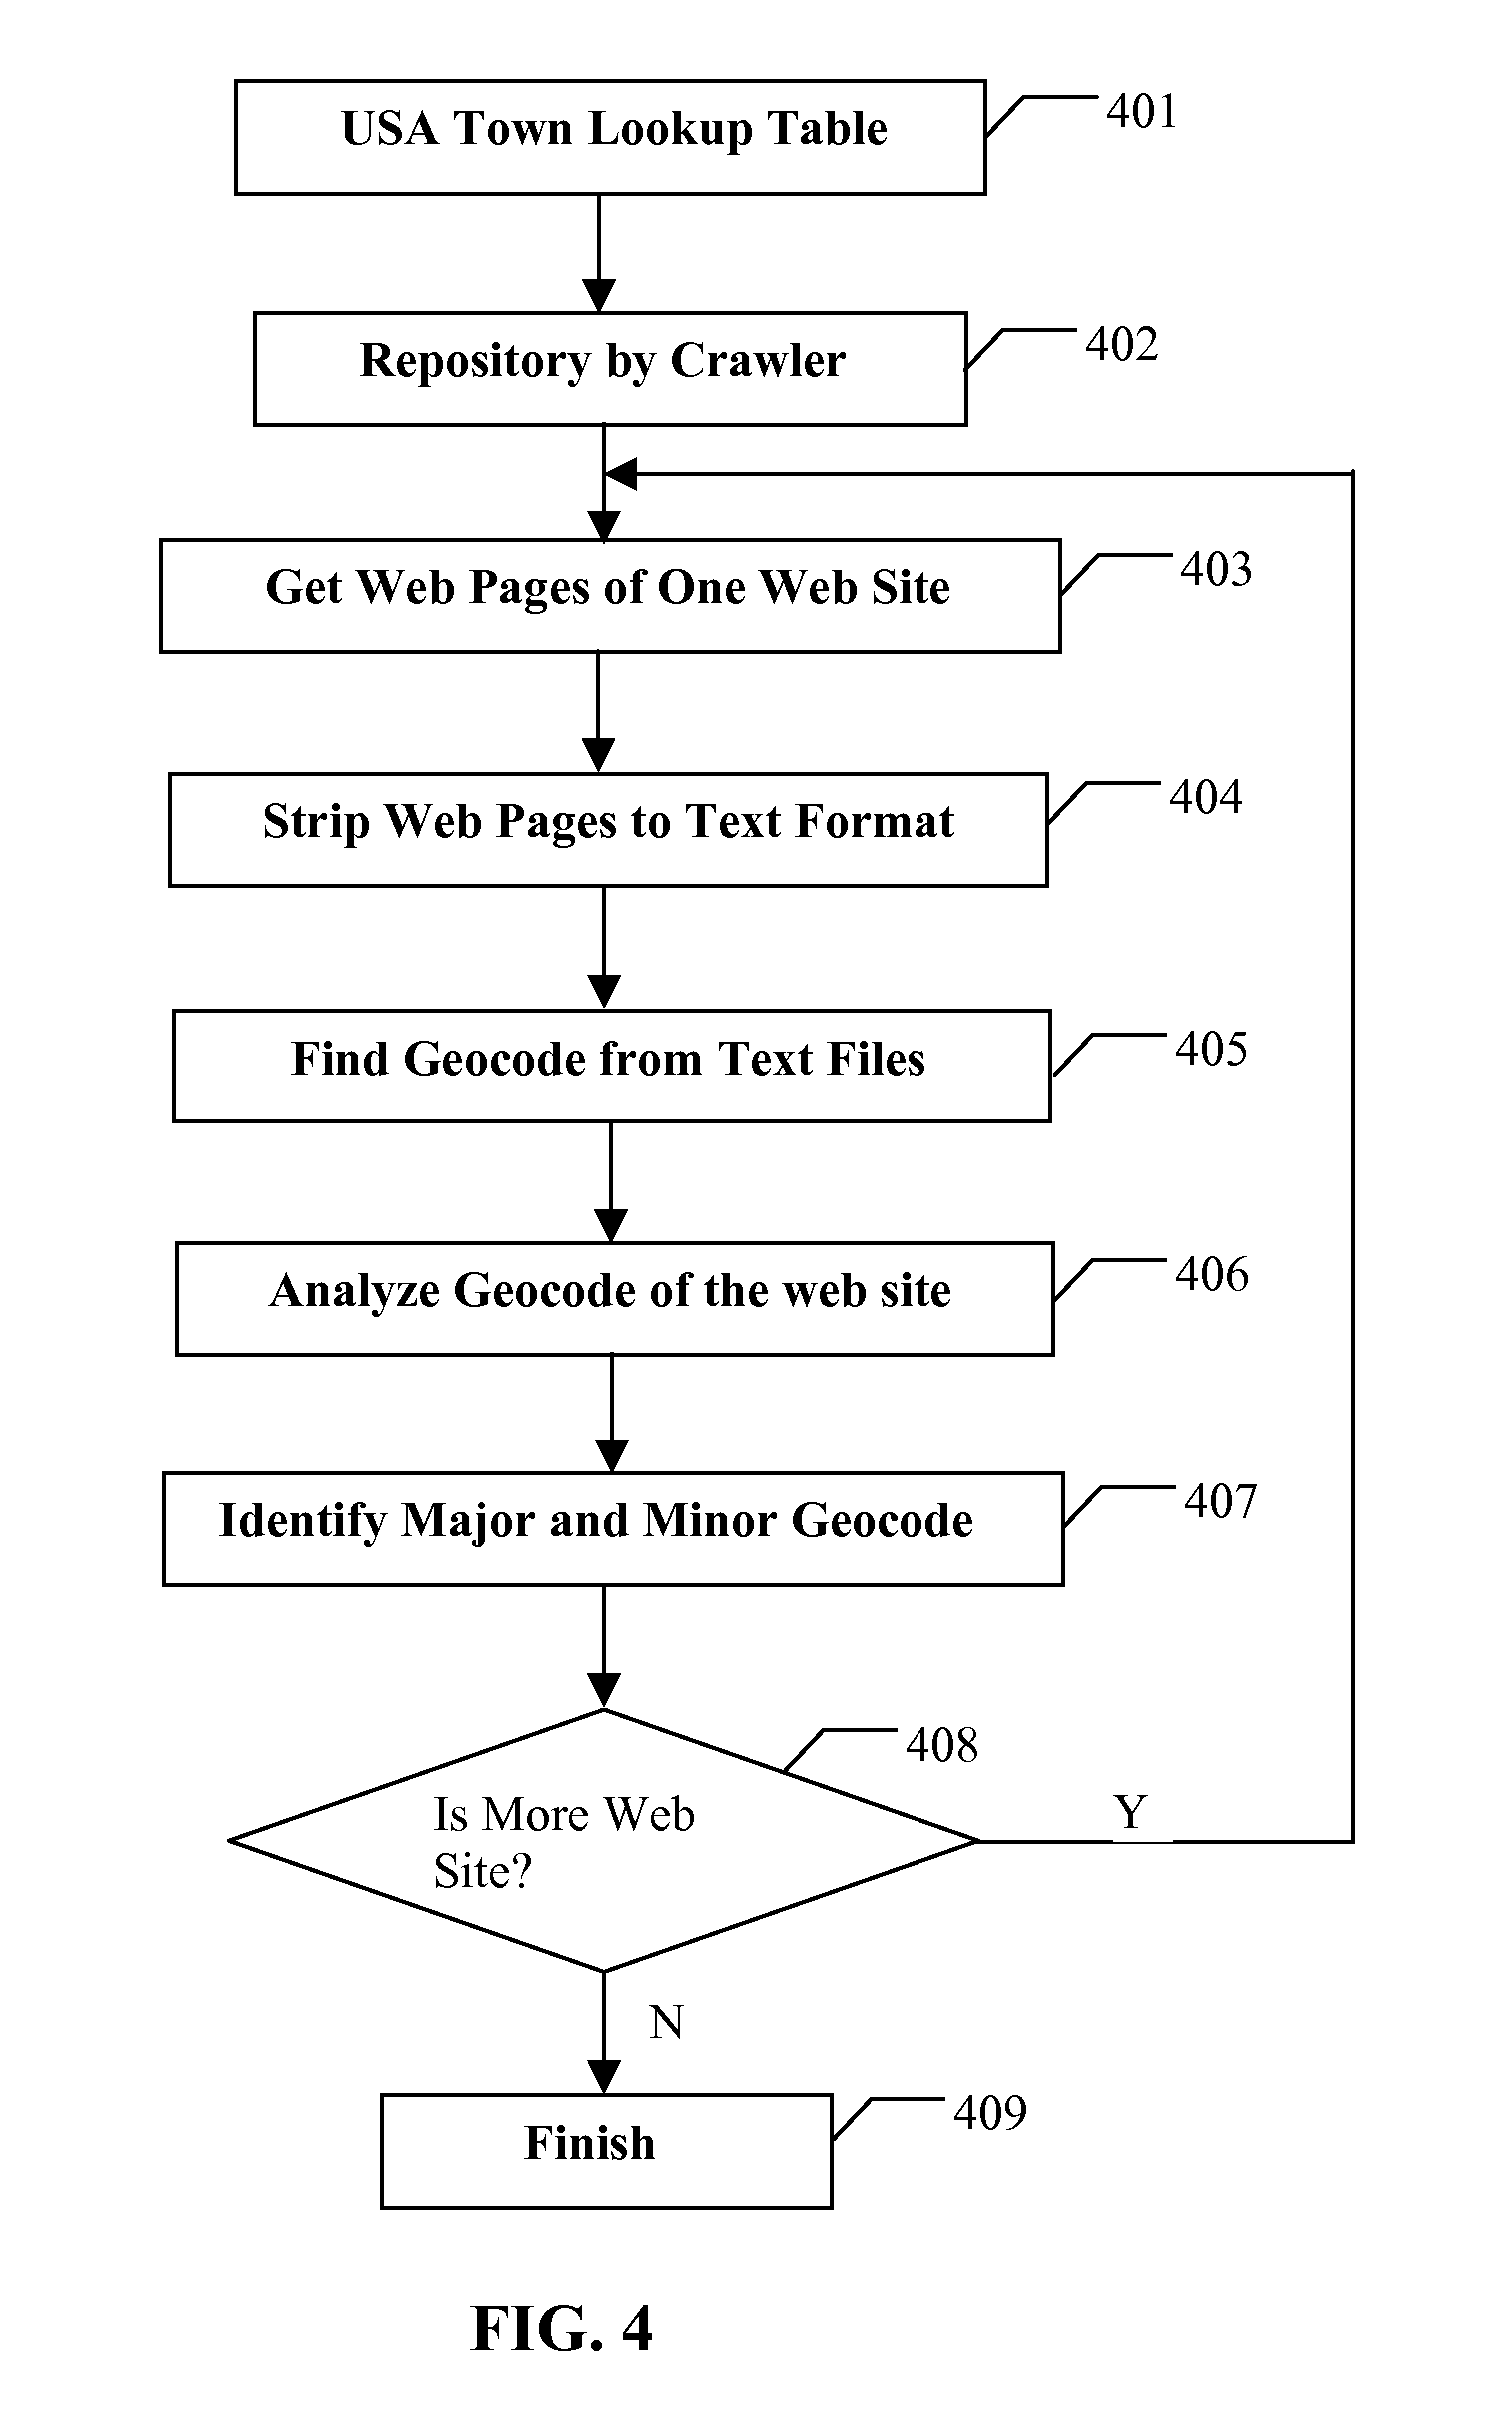 USA Town Lookup Table
401
Repository by Crawler
402
Get Web Pages of One Web Site
403
Strip Web Pages to Text Format
404
Find Geocode from Text Files
405
Analyze Geocode of the web site
406
Identify Major and Minor Geocode
407
408
Is More Web
Site?
Y
N
Finish
409
FIG. 4